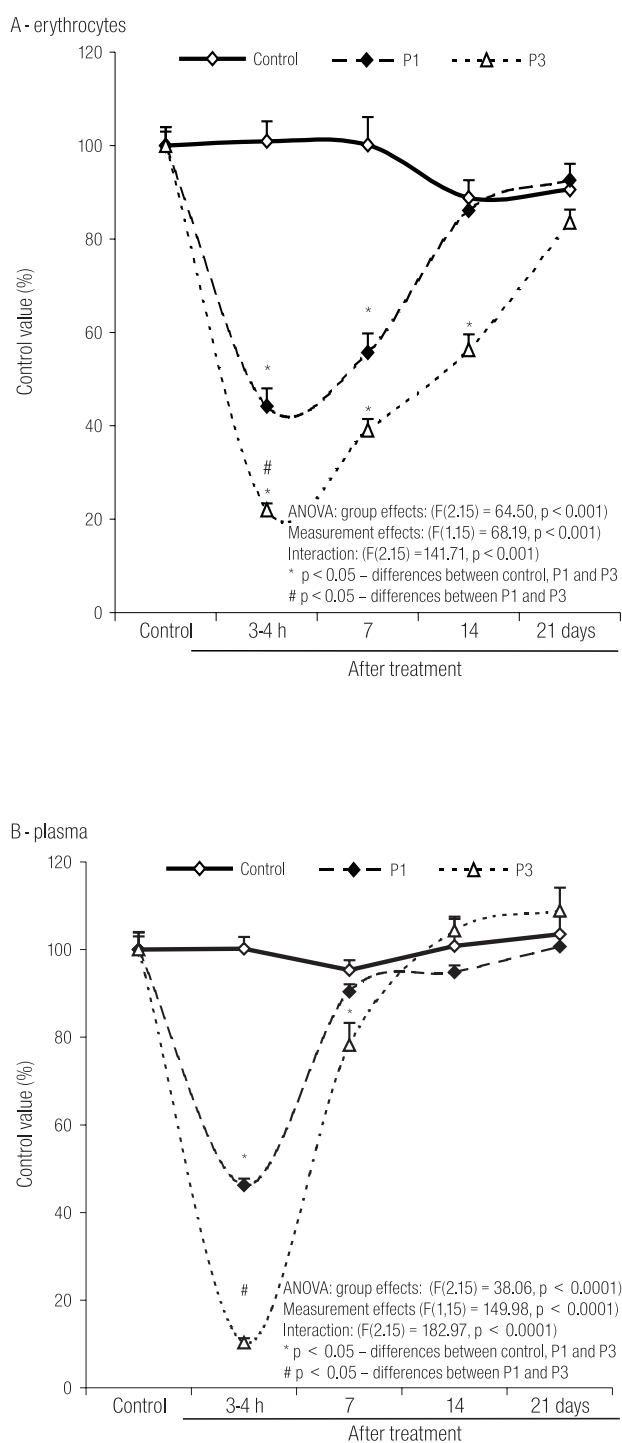 A - erythrocytes
120
Control
P1
P3
100
80
60
40
20
0
Control value (%)
*
*
*
*
#
*
ANOVA: group effects: (F(2.15) = 64.50, p < 0.001)
Measurement effects: (F(1.15) = 68.19, p < 0.001)
Interaction: (F(2.15) =141.71, p < 0.001)
* p < 0.05 – differences between control, P1 and P3
# p < 0.05 – differences between P1 and P3
Control
3-4 h
7
14
21 days
After treatment
B - plasma
120
Control
P1
P3
100
80
60
40
20
0
Control value (%)
*
*
#
ANOVA: group effects: (F(2.15) = 38.06, p < 0.0001)
Measurement effects (F(1,15) = 149.98, p < 0.0001)
Interaction: (F(2.15) = 182.97, p < 0.0001)
* p < 0.05 – differences between control, P1 and P3
# p < 0.05 – differences between P1 and P3
Control
3-4 h
7
14
21 days
After treatment